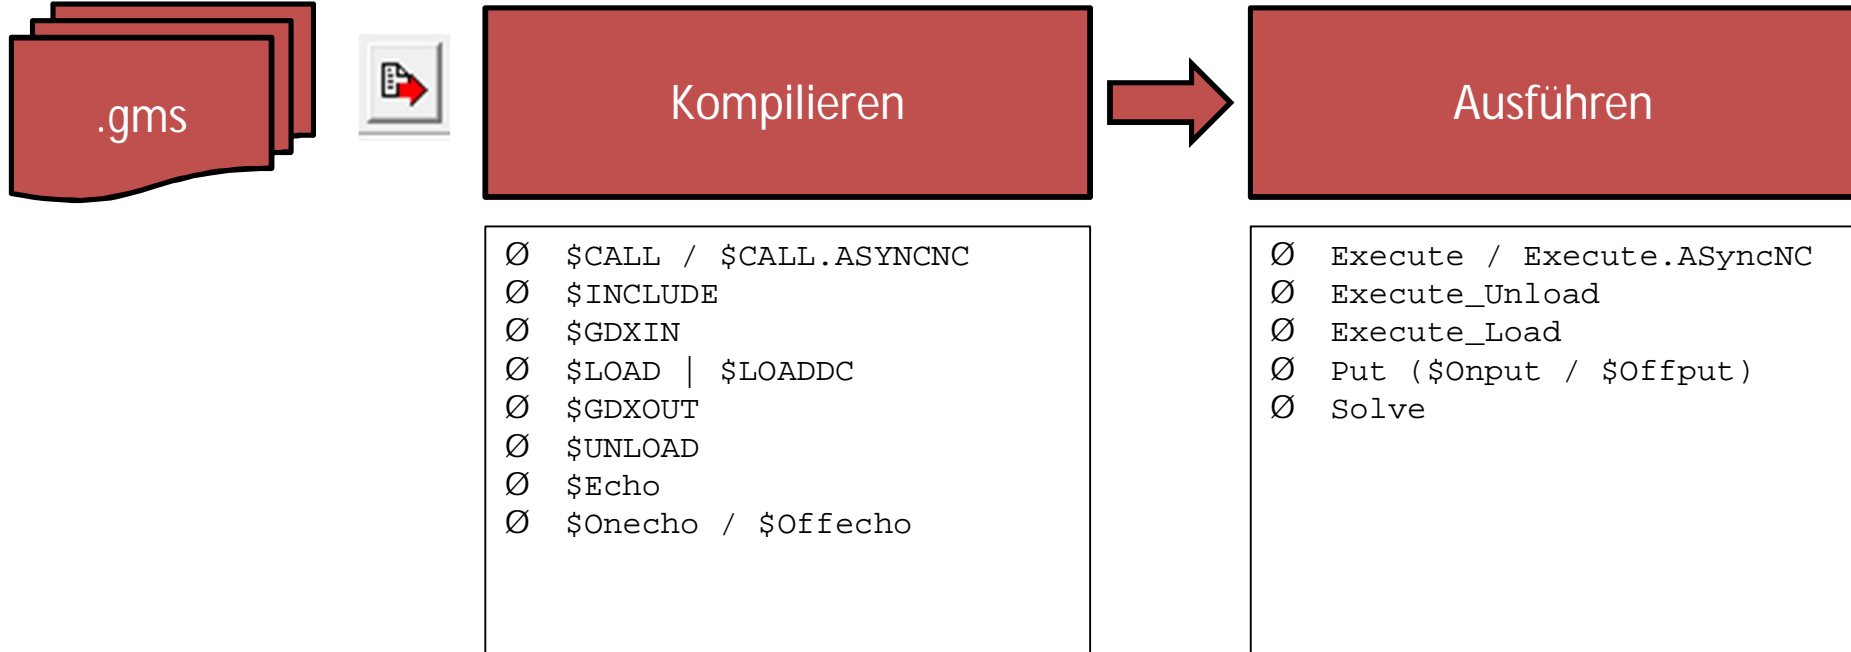 .gms
Kompilieren
Ausführen
Ø $CALL / $CALL.ASYNCNC
Ø $INCLUDE
Ø $GDXIN
Ø $LOAD | $LOADDC
Ø $GDXOUT
Ø $UNLOAD
Ø $Echo
Ø $Onecho / $Offecho
Ø Execute / Execute.ASyncNC
Ø Execute_Unload
Ø Execute_Load
Ø Put ($Onput / $Offput)
Ø Solve